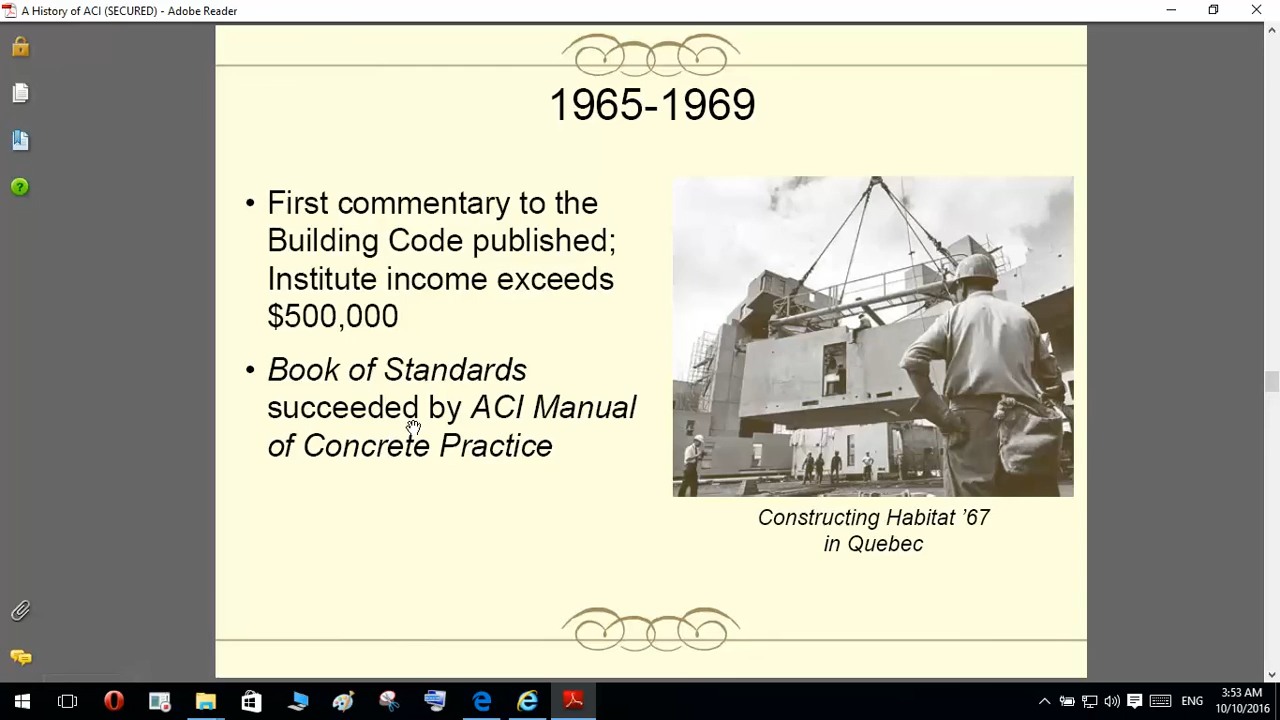 A History of ACI (SECURED) - Adobe Reader
1965-1969
• First commentary to the
Building Code published;
Institute income exceeds
$500,000
• Book of Standards
succeeded by ACI Manual
of Concrete Practice
Constructing Habitat ’67
in Quebec
ENG
3:53 AM
10/10/2016